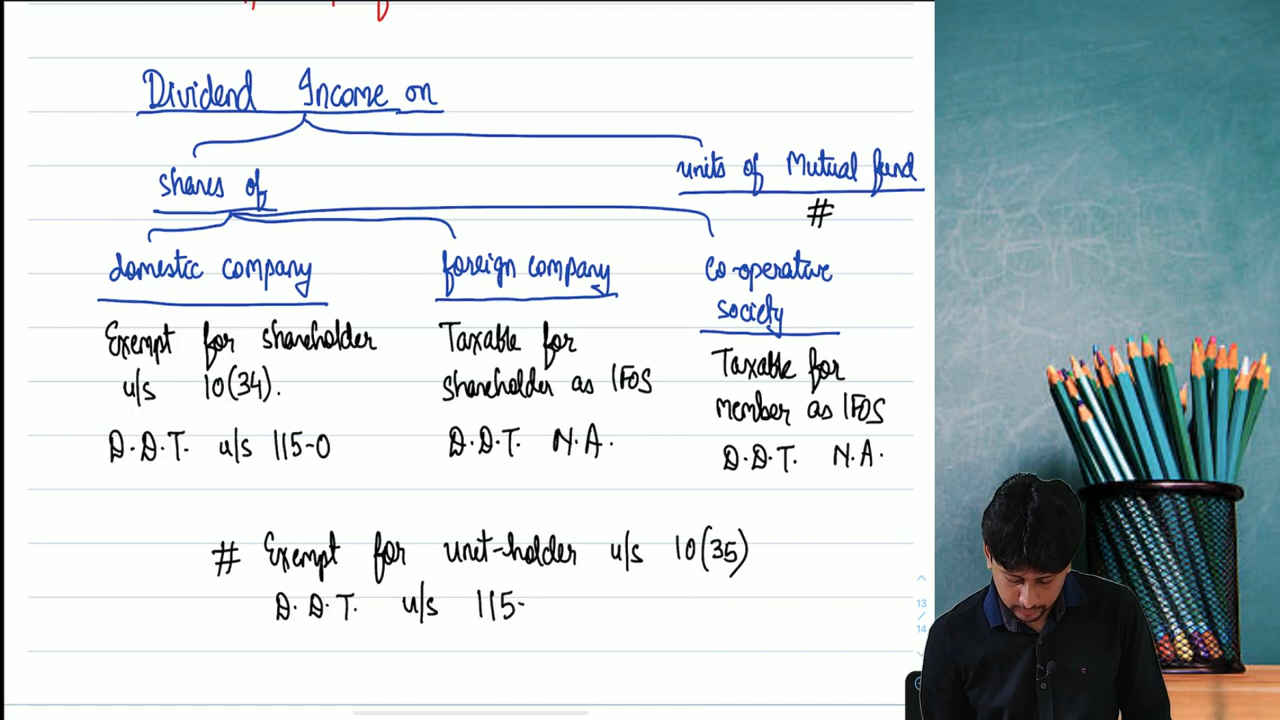 Dividend Income on
shares of
units of Mutual fund
#
domestic company
foreign company
co-operative
society
Exempt for shareholder
u/s 10(34).
D.D.T. u/s 115-O
Taxable for
shareholder as IFOS
D.D.T. N.A.
Taxable for
member as IFOS
D.D.T. N.A.
# Exempt for unit-holder u/s 10(35)
D.D.T. u/s 115-
13
/
14